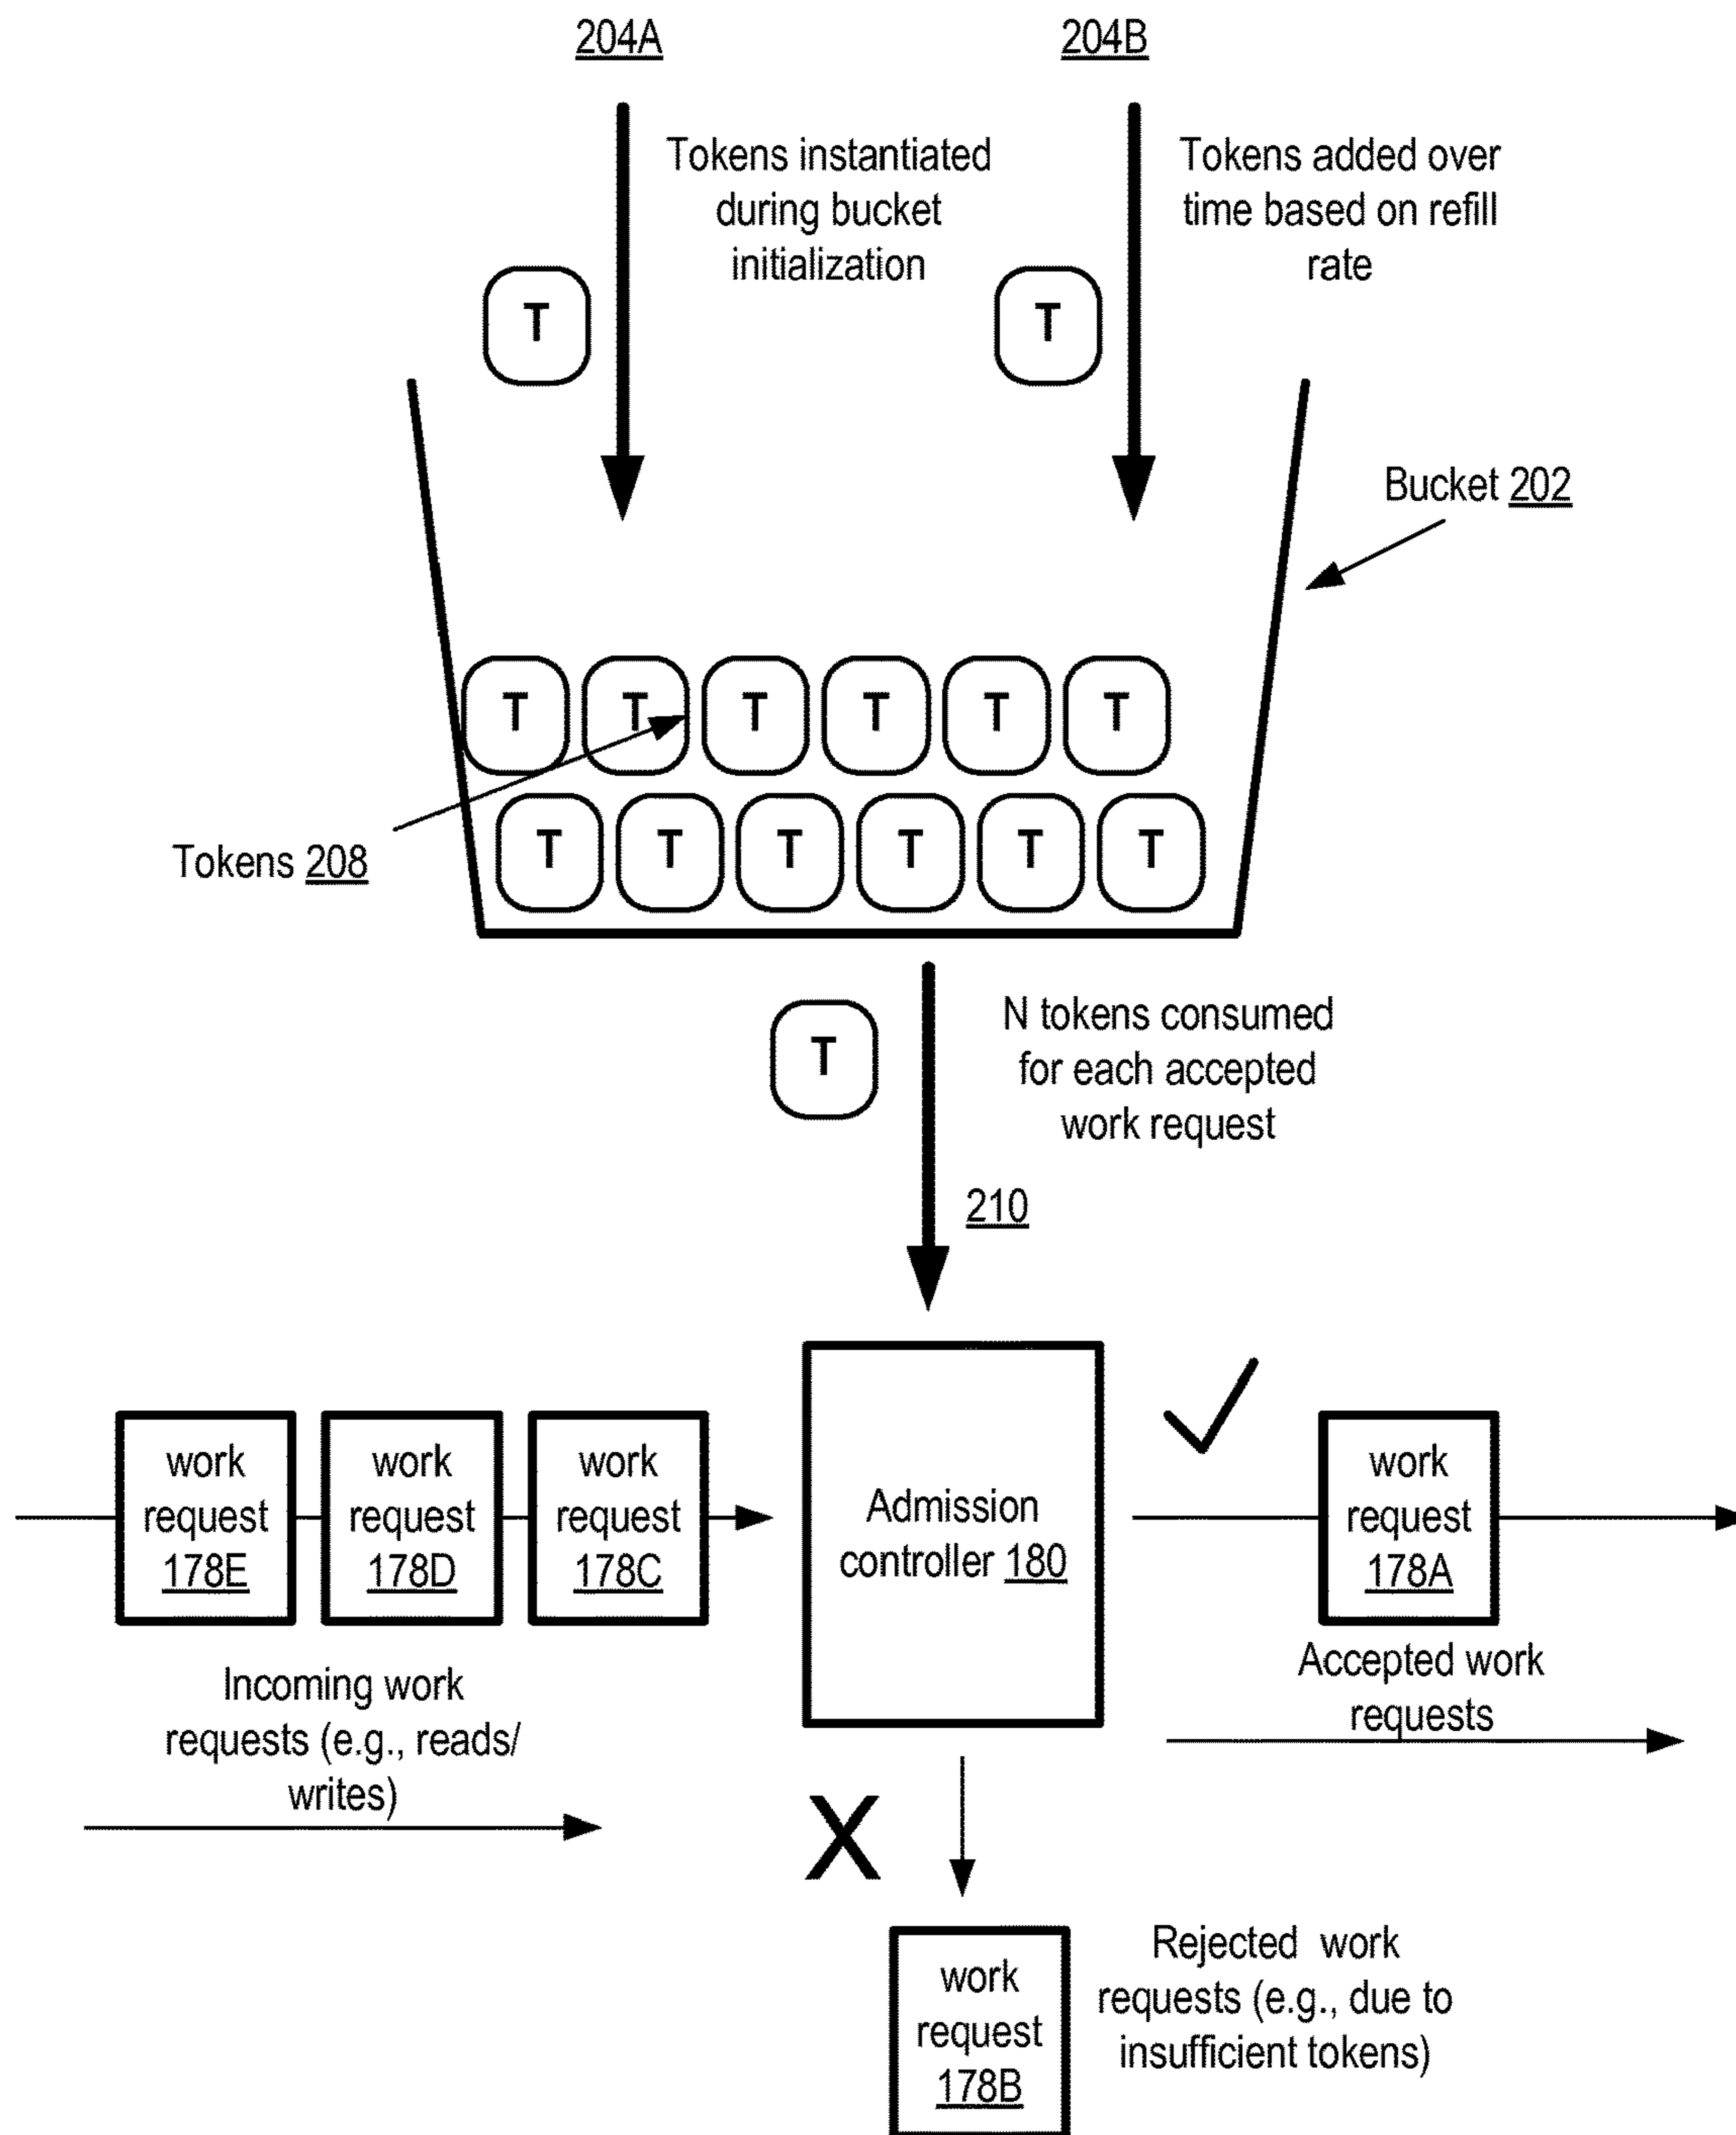 204A
204B
Tokens instantiated
during bucket
initialization
Tokens added over
time based on refill
rate
T
T
Bucket 202
T T T T T T
T T T T T T
Tokens 208
N tokens consumed
for each accepted
work request
T
210
work
request
178E
work
request
178D
work
request
178C
Admission
controller 180
work
request
178A
Incoming work
requests (e.g., reads/
writes)
Accepted work
requests
X
work
request
178B
Rejected work
requests (e.g., due to
insufficient tokens)